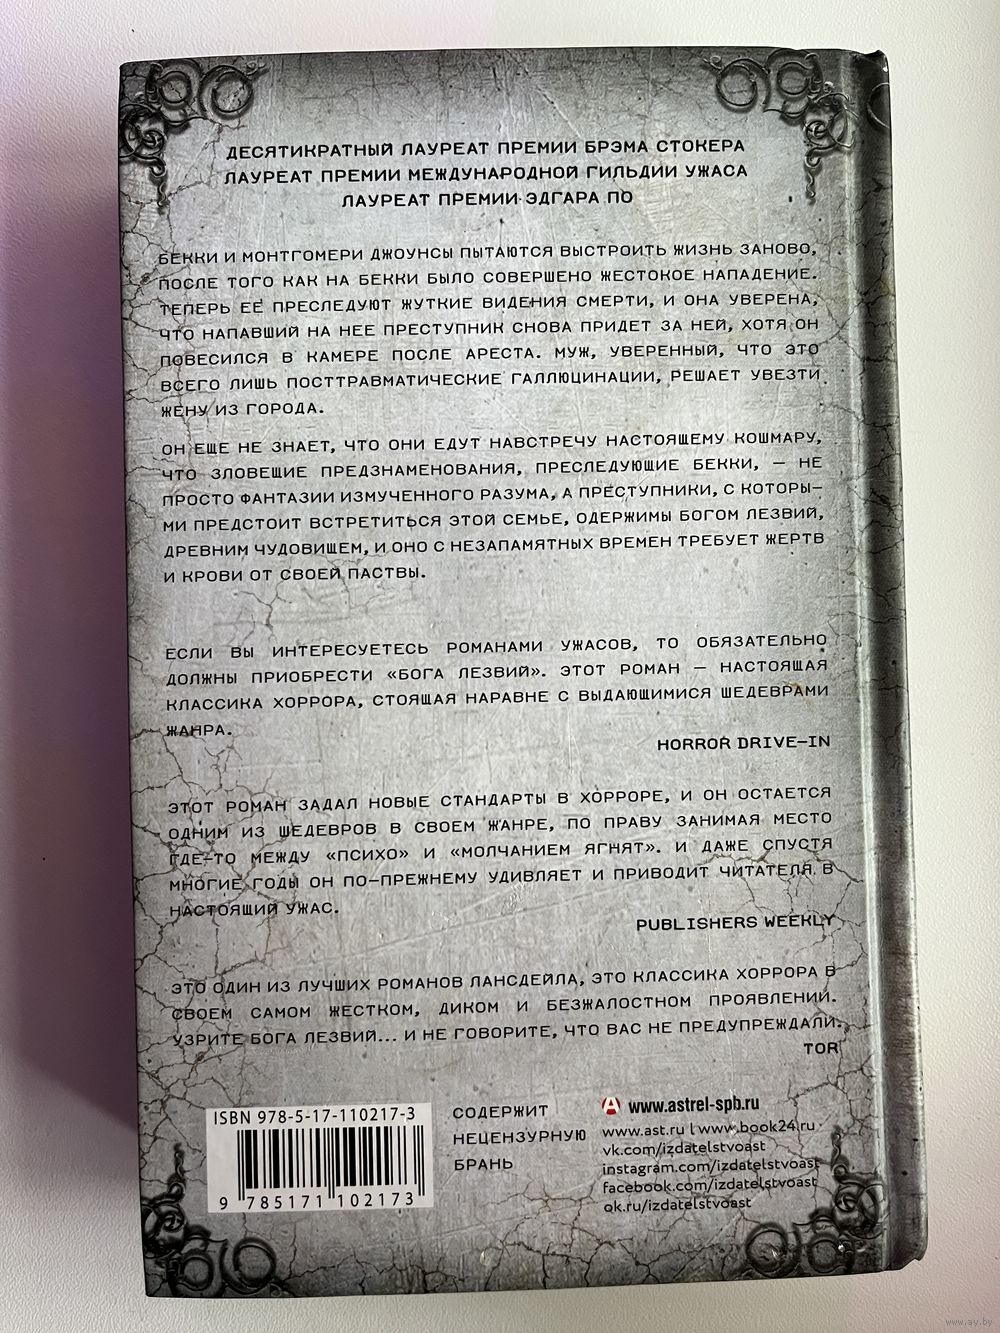 ДЕСЯТИКРАТНЫЙ ЛАУРЕАТ ПРЕМИИ БРЭМА СТОКЕРА
ЛАУРЕАТ ПРЕМИИ МЕЖДУНАРОДНОЙ ГИЛЬДИИ УЖАСА
ЛАУРЕАТ ПРЕМИИ ЭДГАРА ПО
БЕККИ И МОНТГОМЕРИ ДЖОУНСЫ ПЫТАЮТСЯ ВЫСТРОИТЬ ЖИЗНЬ ЗАНОВО,
ПОСЛЕ ТОГО КАК НА БЕККИ БЫЛО СОВЕРШЕНО ЖЕСТОКОЕ НАПАДЕНИЕ.
ТЕПЕРЬ ЕЕ ПРЕСЛЕДУЮТ ЖУТКИЕ ВИДЕНИЯ СМЕРТИ, И ОНА УВЕРЕНА,
ЧТО НАПАВШИЙ НА НЕЕ ПРЕСТУПНИК СНОВА ПРИДЕТ ЗА НЕЙ, ХОТЯ ОН
ПОВЕСИЛСЯ В КАМЕРЕ ПОСЛЕ АРЕСТА. МУЖ, УВЕРЕННЫЙ, ЧТО ЭТО
ВСЕГО ЛИШЬ ПОСТТРАВМАТИЧЕСКИЕ ГАЛЛЮЦИНАЦИИ, РЕШАЕТ УВЕЗТИ
ЖЕНУ ИЗ ГОРОДА.
ОН ЕЩЕ НЕ ЗНАЕТ, ЧТО ОНИ ЕДУТ НАВСТРЕЧУ НАСТОЯЩЕМУ КОШМАРУ,
ЧТО ЗЛОВЕЩИЕ ПРЕДЗНАМЕНОВАНИЯ, ПРЕСЛЕДУЮЩИЕ БЕККИ, — НЕ
ПРОСТО ФАНТАЗИИ ИЗМУЧЕННОГО РАЗУМА, А ПРЕСТУПНИКИ, С КОТОРЫ-
МИ ПРЕДСТОИТ ВСТРЕТИТЬСЯ ЭТОЙ СЕМЬЕ, ОДЕРЖИМЫ БОГОМ ЛЕЗВИЙ,
ДРЕВНИМ ЧУДОВИЩЕМ, И ОНО С НЕЗАПАМЯТНЫХ ВРЕМЕН ТРЕБУЕТ ЖЕРТВ
И КРОВИ ОТ СВОЕЙ ПАСТВЫ.
ЕСЛИ ВЫ ИНТЕРЕСУЕТЕСЬ РОМАНАМИ УЖАСОВ, ТО ОБЯЗАТЕЛЬНО
ДОЛЖНЫ ПРИОБРЕСТИ «БОГА ЛЕЗВИЙ». ЭТОТ РОМАН — НАСТОЯЩАЯ
КЛАССИКА ХОРРОРА, СТОЯЩАЯ НАРАВНЕ С ВЫДАЮЩИМИСЯ ШЕДЕВРАМИ
ЖАНРА.
HORROR DRIVE-IN
ЭТОТ РОМАН ЗАДАЛ НОВЫЕ СТАНДАРТЫ В ХОРРОРЕ, И ОН ОСТАЕТСЯ
ОДНИМ ИЗ ШЕДЕВРОВ В СВОЕМ ЖАНРЕ, ПО ПРАВУ ЗАНИМАЯ МЕСТО
ГДЕ-ТО МЕЖДУ «ПСИХО» И «МОЛЧАНИЕМ ЯГНЯТ». И ДАЖЕ СПУСТЯ
МНОГИЕ ГОДЫ ОН ПО-ПРЕЖНЕМУ УДИВЛЯЕТ И ПРИВОДИТ ЧИТАТЕЛЯ В
НАСТОЯЩИЙ УЖАС.
PUBLISHERS WEEKLY
ЭТО ОДИН ИЗ ЛУЧШИХ РОМАНОВ ЛАНСДЕЙЛА, ЭТО КЛАССИКА ХОРРОРА В
СВОЕМ САМОМ ЖЕСТКОМ, ДИКОМ И БЕЗЖАЛОСТНОМ ПРОЯВЛЕНИИ.
УЗРИТЕ БОГА ЛЕЗВИЙ... И НЕ ГОВОРИТЕ, ЧТО ВАС НЕ ПРЕДУПРЕЖДАЛИ.
TOR
ISBN 978-5-17-110217-3
9 785171 102173
СОДЕРЖИТ
НЕЦЕНЗУРНУЮ
БРАНЬ
www.astrel-spb.ru
www.ast.ru | www.book24.ru
vk.com/izdatelstvoast
instagram.com/izdatelstvoast
facebook.com/izdatelstvoast
ok.ru/izdatelstvoast
www.ay.by